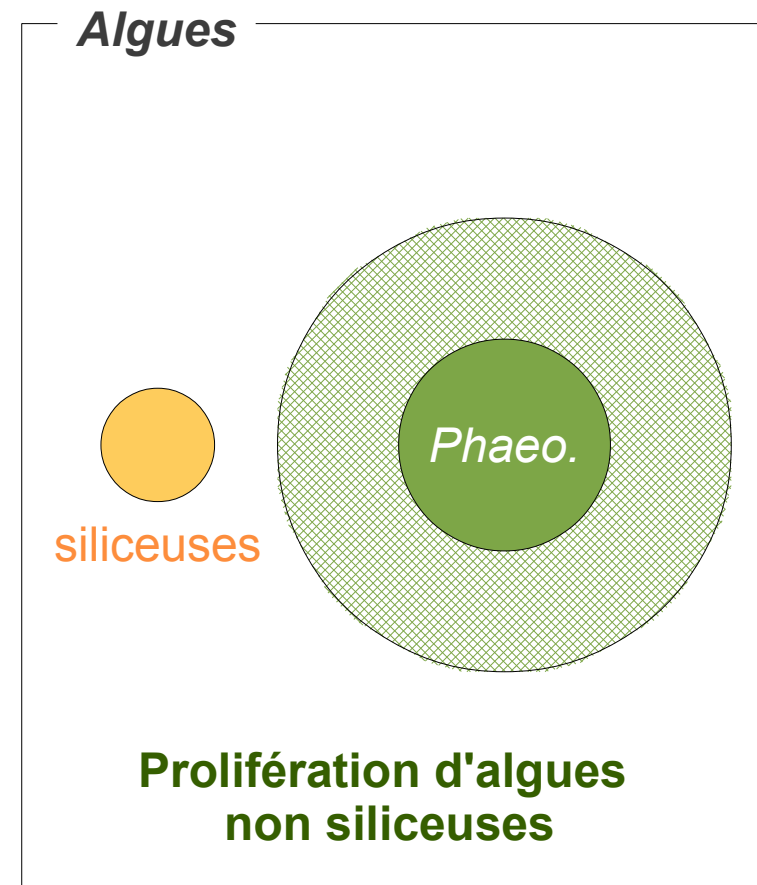 Algues
Phaeo.
siliceuses
Prolifération d'algues
non siliceuses